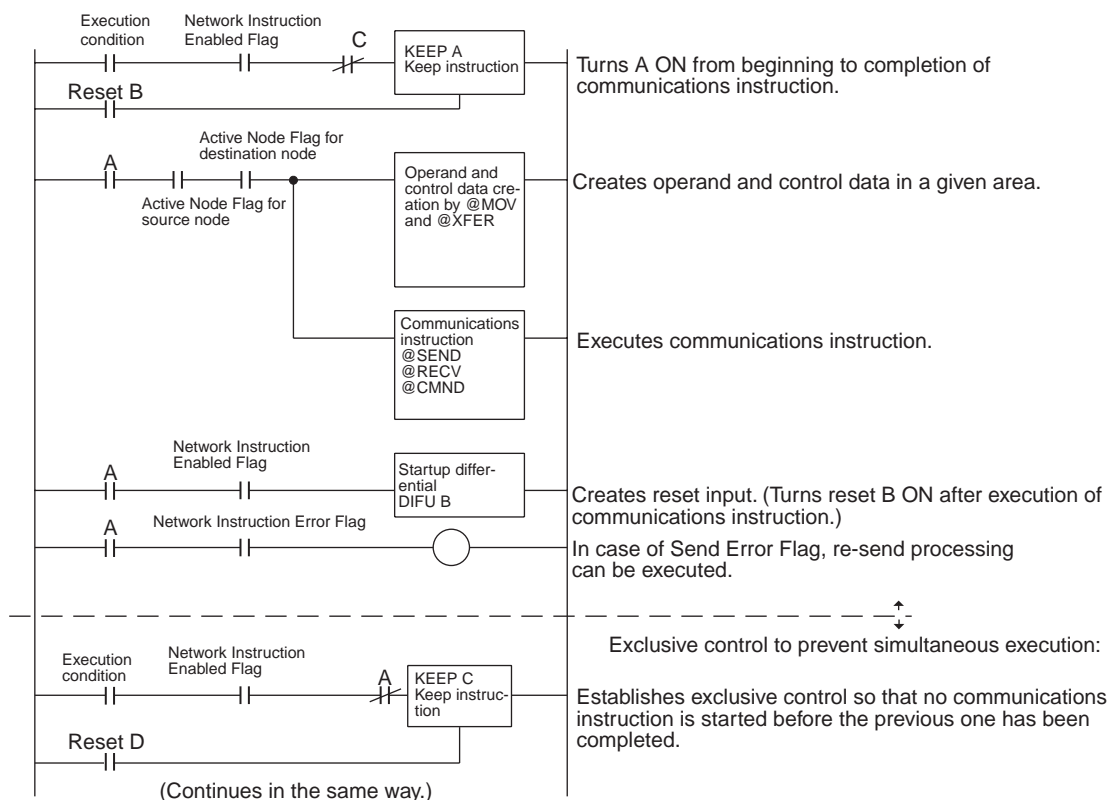 Execution
condition
Network Instruction
Enabled Flag
C
KEEP A
Keep instruction
Turns A ON from beginning to completion of
communications instruction.
Reset B
A
Active Node Flag for
destination node
Active Node Flag for
source node
Operand and
control data cre-
ation by @MOV
and @XFER
Creates operand and control data in a given area.
Communications
instruction
@SEND
@RECV
@CMND
Executes communications instruction.
A
Network Instruction
Enabled Flag
Startup differ-
ential
DIFU B
Creates reset input. (Turns reset B ON after execution of
communications instruction.)
A
Network Instruction Error Flag
In case of Send Error Flag, re-send processing
can be executed.
Exclusive control to prevent simultaneous execution:
Execution
condition
Network Instruction
Enabled Flag
A
KEEP C
Keep instruc-
tion
Establishes exclusive control so that no communications
instruction is started before the previous one has been
completed.
Reset D
(Continues in the same way.)